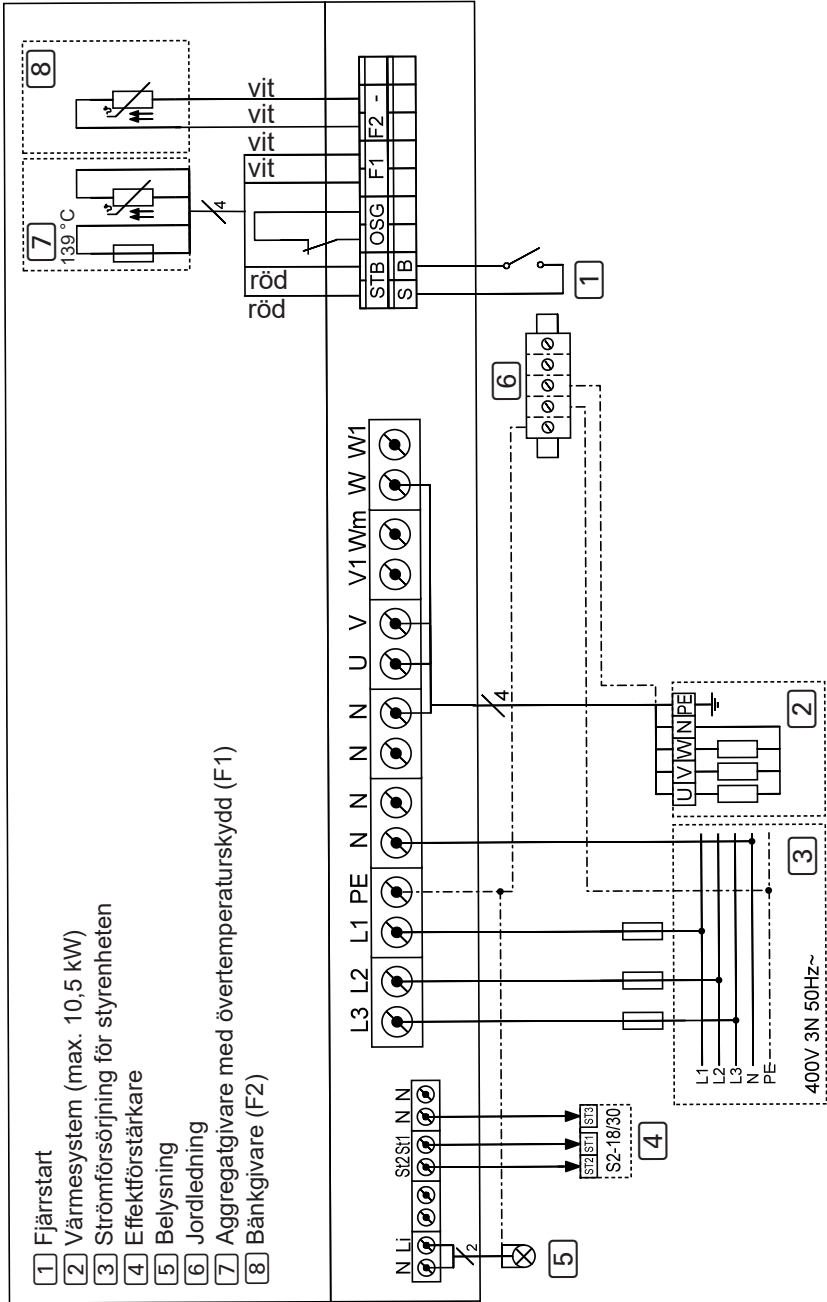 1 Fjärrstart
2 Värmesystem (max. 10,5 kW)
3 Strömförsörjning för styrenheten
4 Effektförstärkare
5 Belysning
6 Jordledning
7 Aggregatgivare med övertemperaturskydd (F1)
8 Bänkgivare (F2)
7
139 °C
8
4
röd
röd
vit
vit
vit
vit
STB OSG F1 F2 -
S B
1
N Li St2 St1 N N
L3 L2 L1 PE N N N N U V V1 Wm W W1
6
2
4
5
ST2 ST1 ST3
S2-18/30
4
L1
L2
L3
N
PE
400V 3N 50Hz~
3
U V W N PE
2